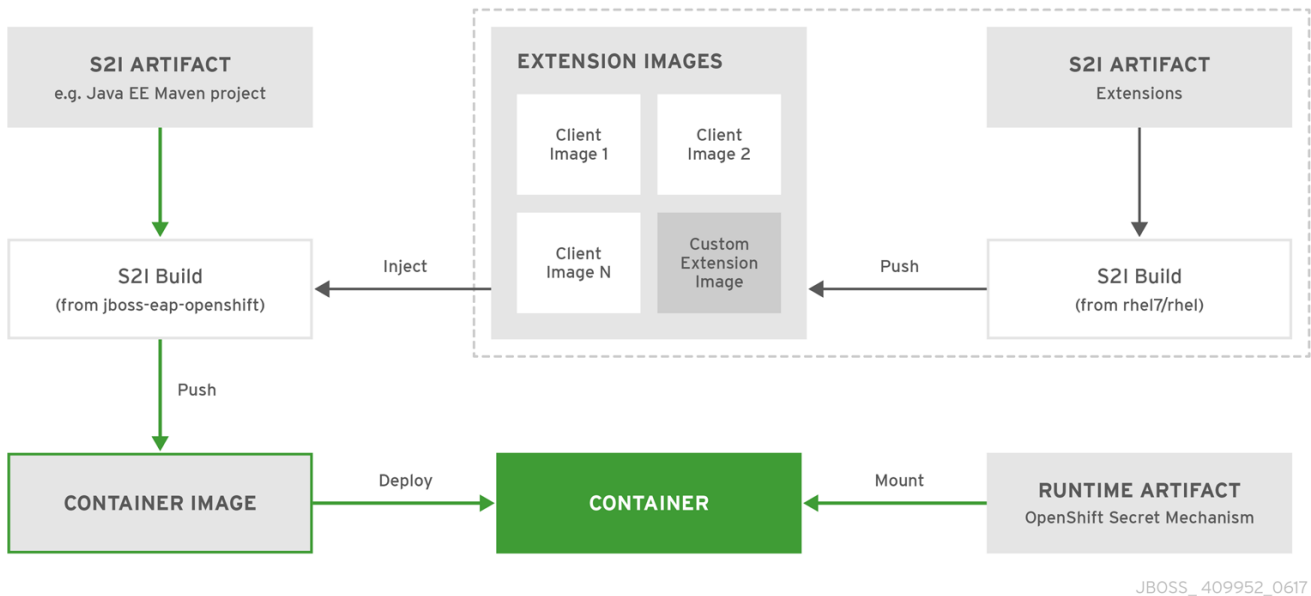 S2I ARTIFACT
e.g. Java EE Maven project
EXTENSION IMAGES
Client
Image 1
Client
Image 2
Client
Image N
Custom
Extension
Image
S2I ARTIFACT
Extensions
S2I Build
(from jboss-eap-openshift)
Inject
Push
S2I Build
(from rhel7/rhel)
Push
CONTAINER IMAGE
Deploy
CONTAINER
Mount
RUNTIME ARTIFACT
OpenShift Secret Mechanism
JBOSS_ 409952_0617